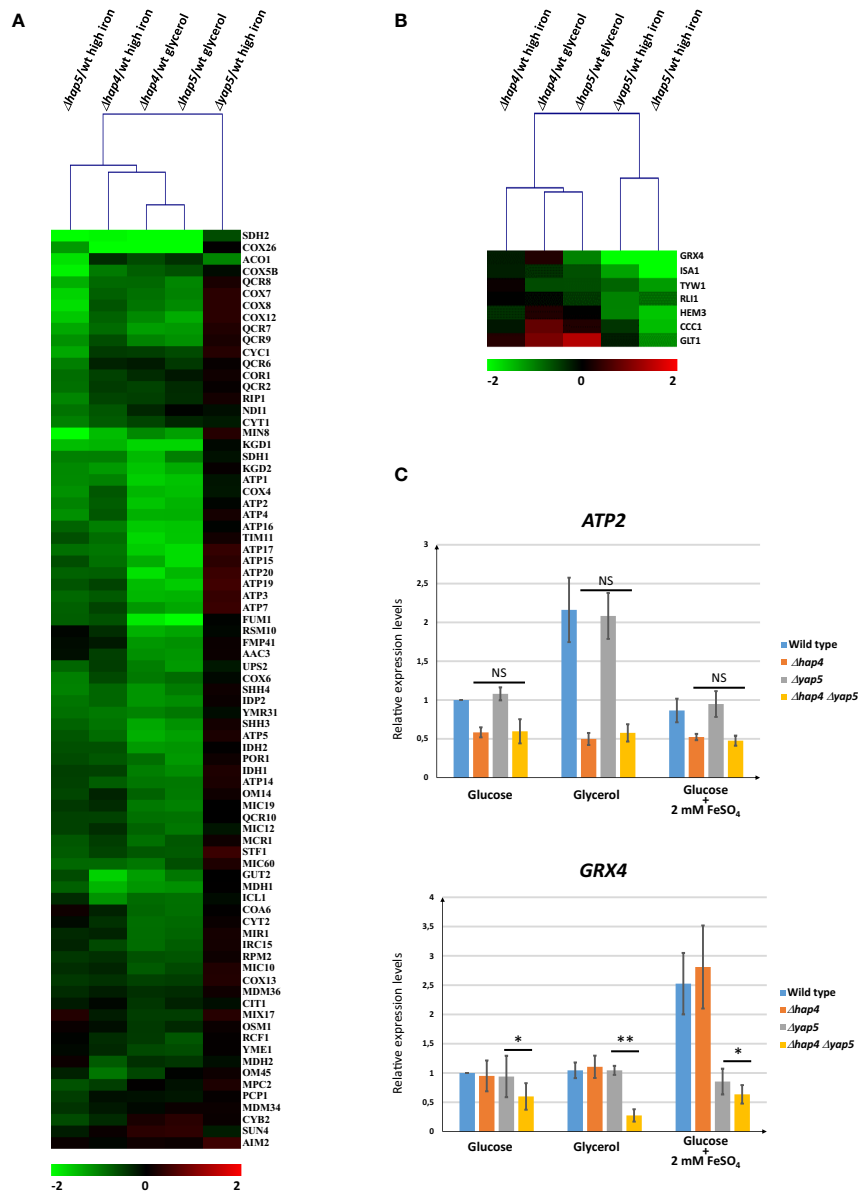 A
Δhap5/wt high iron
Δhap4/wt high iron
Δhap4/wt glycerol
Δhap5/wt glycerol
Δyap5/wt high iron
SDH2
COX26
ACO1
COX5B
QCR8
COX7
COX8
COX12
QCR7
QCR9
CYC1
QCR6
COR1
QCR2
RIP1
NDI1
CYT1
MIN8
KGD1
SDH1
KGD2
ATP1
COX4
ATP2
ATP4
ATP16
TIM11
ATP17
ATP15
ATP20
ATP19
ATP3
ATP7
FUM1
RSM10
FMP41
AAC3
UPS2
COX6
SHH4
IDP2
YMR31
SHH3
ATP5
IDH2
POR1
IDH1
ATP14
OM14
MIC19
QCR10
MIC12
MCR1
STF1
MIC60
GUT2
MDH1
ICL1
COA6
CYT2
MIR1
IRC15
RPM2
MIC10
COX13
MDM36
CIT1
MIX17
OSM1
RCF1
YME1
MDH2
OM45
MPC2
PCP1
MDM34
CYB2
SUN4
AIM2
-2 0 2
B
Δhap4/wt high iron
Δhap4/wt glycerol
Δhap5/wt glycerol
Δyap5/wt high iron
Δhap5/wt high iron
GRX4
ISA1
TYW1
RLI1
HEM3
CCC1
GLT1
-2 0 2
C
ATP2
Relative expression levels
3
2,5
2
1,5
1
0,5
0
NS
NS
NS
Glucose
Glycerol
Glucose
+
2 mM FeSO₄
Wild type
Δhap4
Δyap5
Δhap4 Δyap5
GRX4
Relative expression levels
4
3,5
3
2,5
2
1,5
1
0,5
0
*
**
*
Glucose
Glycerol
Glucose
+
2 mM FeSO₄
Wild type
Δhap4
Δyap5
Δhap4 Δyap5